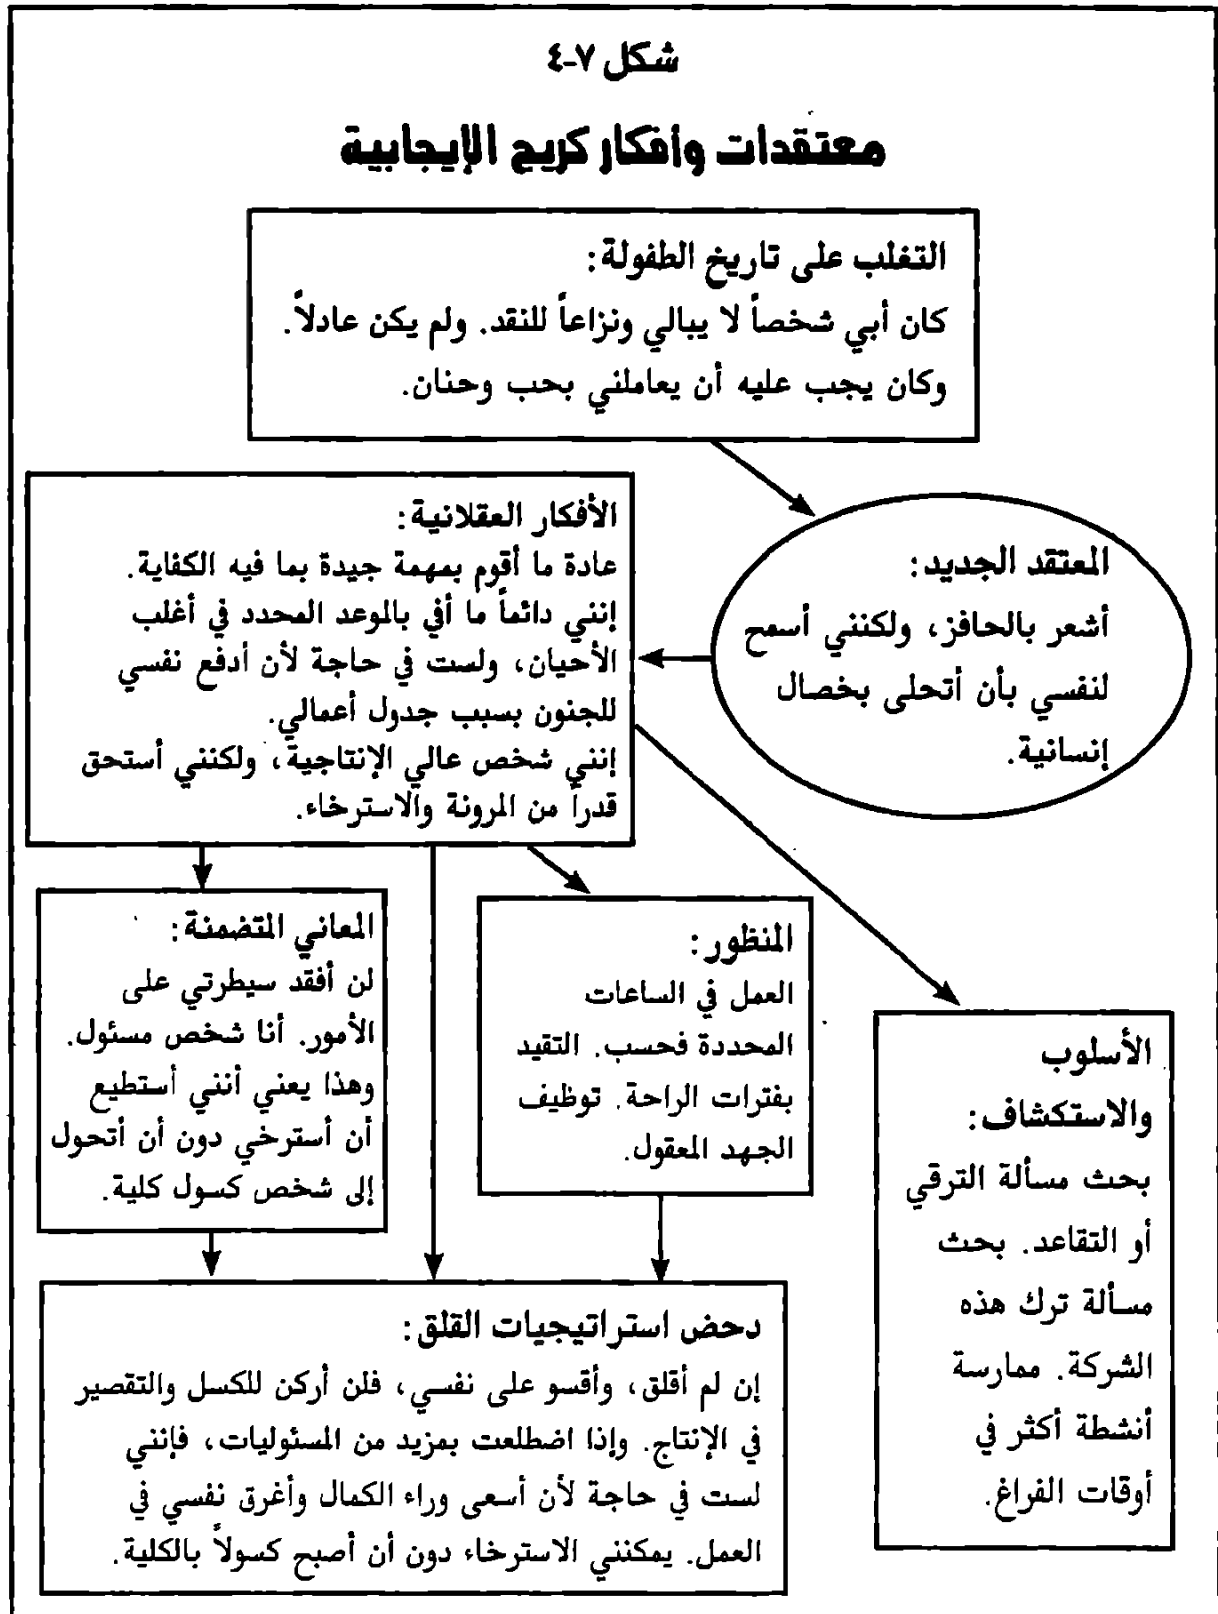 شكل ٧-٤
معتقدات وأفكار كريج الإيجابية
التغلب على تاريخ الطفولة:
كان أبي شخصاً لا يبالي ونزاعاً للنقد. ولم يكن عادلاً.
وكان يجب عليه أن يعاملني بحب وحنان.
المعتقد الجديد:
أشعر بالحافز، ولكنني أسمح
لنفسي بأن أتحلى بخصال
إنسانية.
الأفكار العقلانية:
عادة ما أقوم بمهمة جيدة بما فيه الكفاية.
إنني دائماً ما أفي بالموعد المحدد في أغلب
الأحيان، ولست في حاجة لأن أدفع نفسي
للجنون بسبب جدول أعمالي.
إنني شخص عالي الإنتاجية، ولكنني أستحق
قدراً من المرونة والاسترخاء.
المعاني المتضمنة:
لن أفقد سيطرتي على
الأمور. أنا شخص مسئول.
وهذا يعني أنني أستطيع
أن أسترخي دون أن أتحول
إلى شخص كسول كلية.
المنظور:
العمل في الساعات
المحددة فحسب. التقيد
بفترات الراحة. توظيف
الجهد المعقول.
الأسلوب
والاستكشاف:
بحث مسألة الترقي
أو التقاعد. بحث
مسألة ترك هذه
الشركة. ممارسة
أنشطة أكثر في
أوقات الفراغ.
دحض استراتيجيات القلق:
إن لم أقلق، وأقسو على نفسي، فلن أركن للكسل والتقصير
في الإنتاج. وإذا اضطلعت بمزيد من المسئوليات، فإنني
لست في حاجة لأن أسعى وراء الكمال وأغرق نفسي في
العمل. يمكنني الاسترخاء دون أن أصبح كسولاً بالكلية.